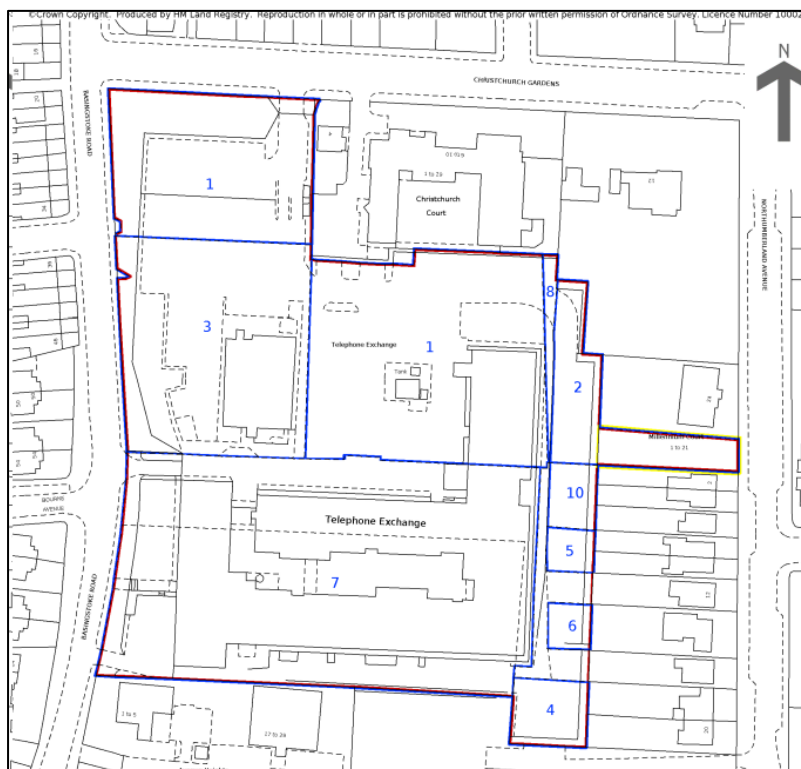 ©Crown Copyright. Produced by HM Land Registry. Reproduction in whole or in part is prohibited without the prior written permission of Ordnance Survey. Licence Number 10002
N
CHRISTCHURCH GARDENS
BASINGSTOKE ROAD
NORTHUMBERLAND AVENUE
1 to 29
Christchurch
Court
1
3
8
Telephone Exchange
1
Tank
2
1 to 21
10
BOURNE
AVENUE
Telephone Exchange
5
7
6
BASINGSTOKE ROAD
4
1 to 5
17 to 28
20